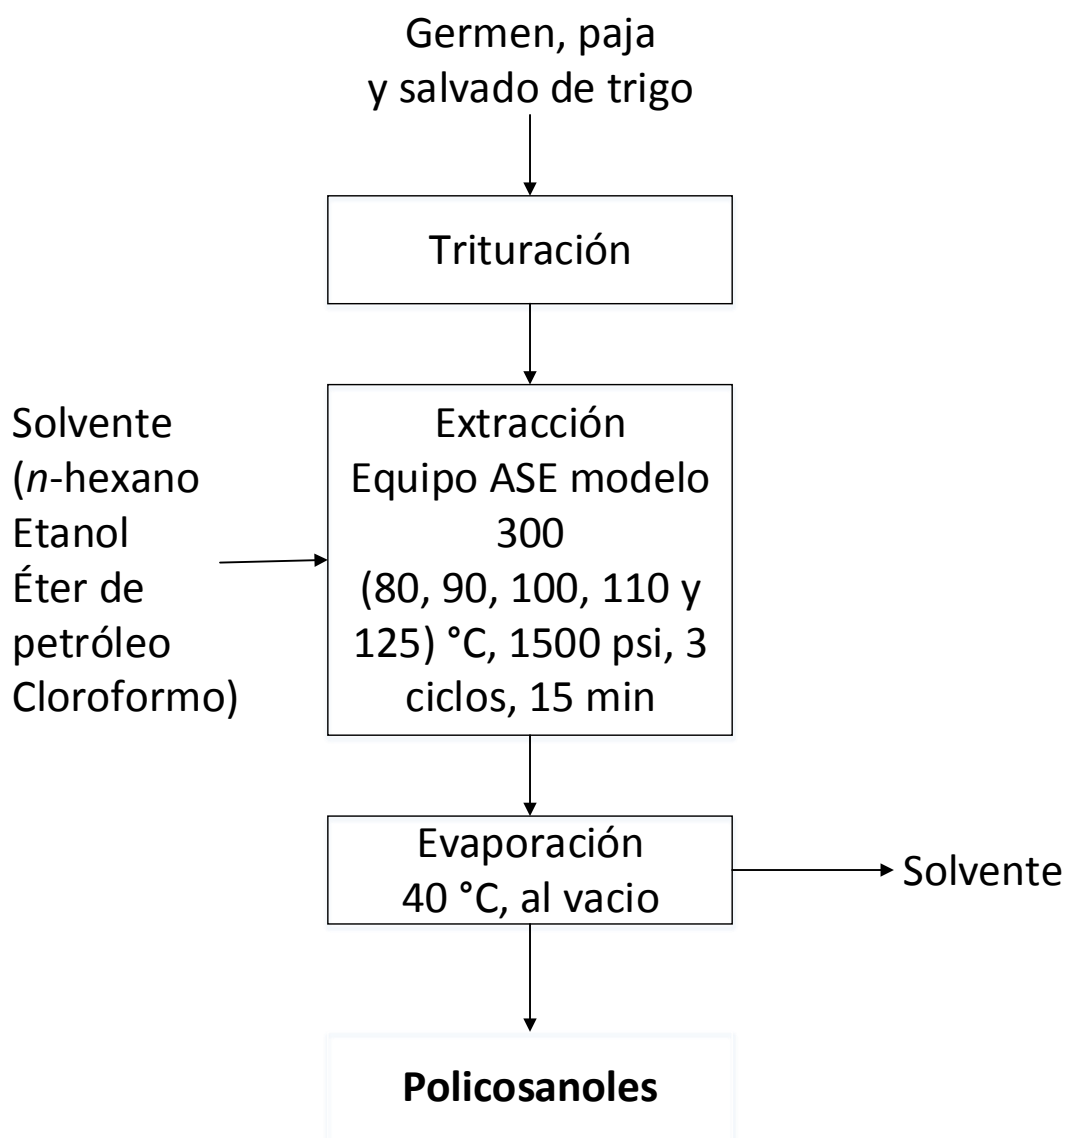 Germen, paja
y salvado de trigo
Trituración
Solvente
(n-hexano
Etanol
Éter de
petróleo
Cloroformo)
Extracción
Equipo ASE modelo
300
(80, 90, 100, 110 y
125) °C, 1500 psi, 3
ciclos, 15 min
Evaporación
40 °C, al vacio
Solvente
Policosanoles